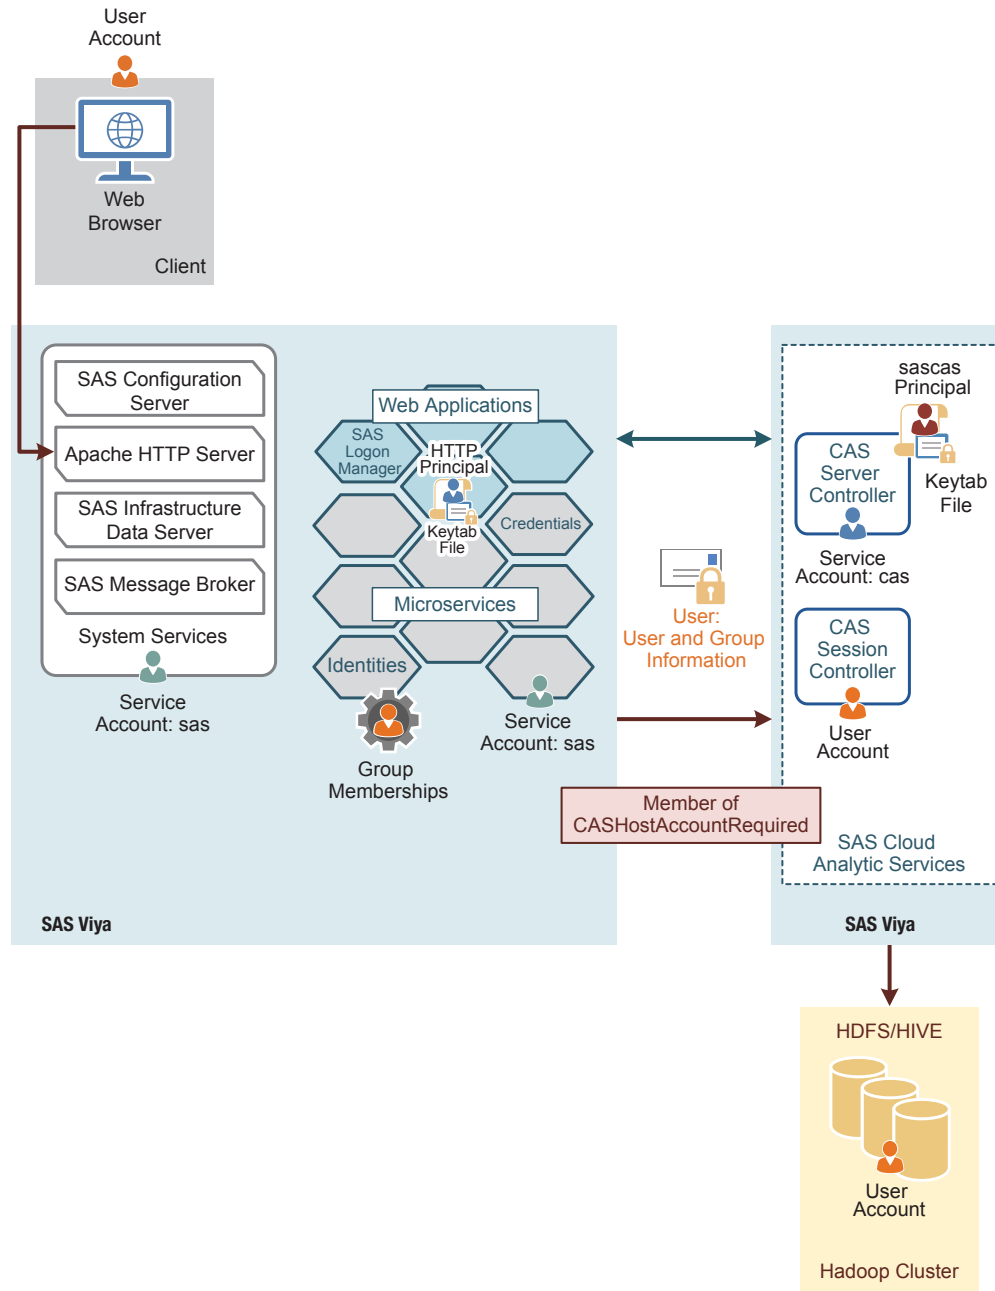 User
Account
Web
Browser
Client
SAS Configuration
Server
Apache HTTP Server
SAS Infrastructure
Data Server
SAS Message Broker
System Services
Service
Account: sas
Web Applications
SAS
Logon
Manager
HTTP
Principal
Keytab
File
Credentials
Microservices
Identities
Group
Memberships
Service
Account: sas
SAS Viya
User:
User and Group
Information
Member of
CASHostAccountRequired
sascas
Principal
CAS
Server
Controller
Keytab
File
Service
Account: cas
CAS
Session
Controller
User
Account
SAS Cloud
Analytic Services
SAS Viya
HDFS/HIVE
User
Account
Hadoop Cluster